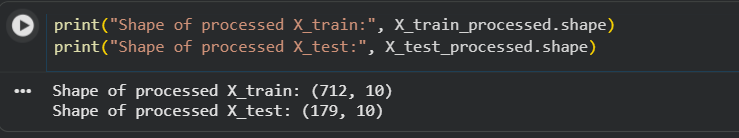 print("Shape of processed X_train:", X_train_processed.shape)
print("Shape of processed X_test:", X_test_processed.shape)
... Shape of processed X_train: (712, 10)
Shape of processed X_test: (179, 10)